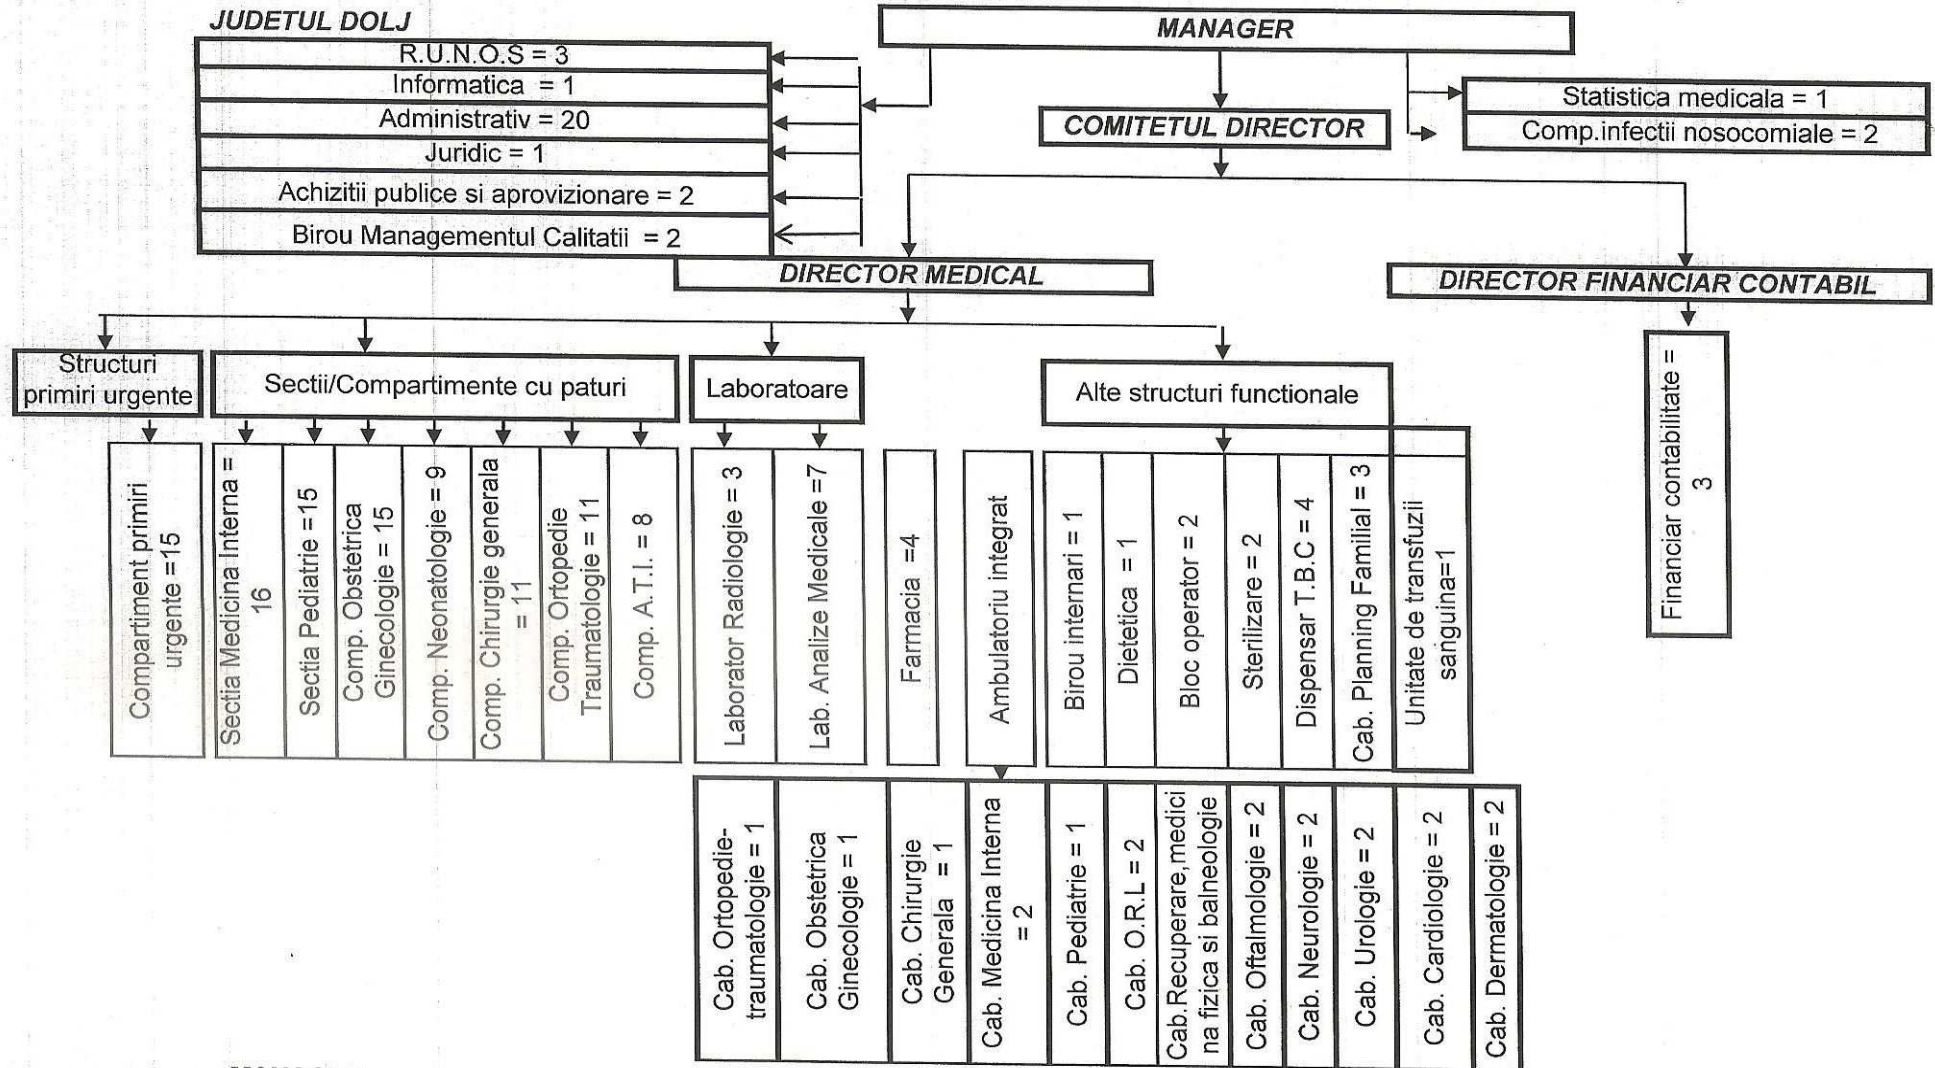 JUDETUL DOLJ
MANAGER
R.U.N.O.S = 3
Informatica = 1
Administrativ = 20
Juridic = 1
Achizitii publice si aprovizionare = 2
Birou Managementul Calitatii = 2
Statistica medicala = 1
Comp.infectii nosocomiale = 2
COMITETUL DIRECTOR
DIRECTOR MEDICAL
DIRECTOR FINANCIAR CONTABIL
Structuri
primiri urgente
Sectii/Compartimente cu paturi
Laboratoare
Alte structuri functionale
Financiar contabilitate =
3
Compartiment primiri
urgente =15
Sectia Medicina Interna =
16
Sectia Pediatrie =15
Comp. Obstetrica
Ginecologie = 15
Comp. Neonatologie = 9
Comp. Chirurgie generala
= 11
Comp. Ortopedie
Traumatologie = 11
Comp. A.T.I. = 8
Laborator Radiologie = 3
Lab. Analize Medicale =7
Farmacia =4
Ambulatoriu integrat
Birou internari = 1
Dietetica = 1
Bloc operator = 2
Sterilizare = 2
Dispensar T.B.C = 4
Cab. Planning Familial = 3
Unitate de transfuzii
sanguina=1
Cab. Ortopedie-
traumatologie = 1
Cab. Obstetrica
Ginecologie = 1
Cab. Chirurgie
Generala = 1
Cab. Medicina Interna
= 2
Cab. Pediatrie = 1
Cab. O.R.L = 2
Cab.Recuperare,medici
na fizica si balneologie
Cab. Oftalmologie = 2
Cab. Neurologie = 2
Cab. Urologie = 2
Cab. Cardiologie = 2
Cab. Dermatologie = 2